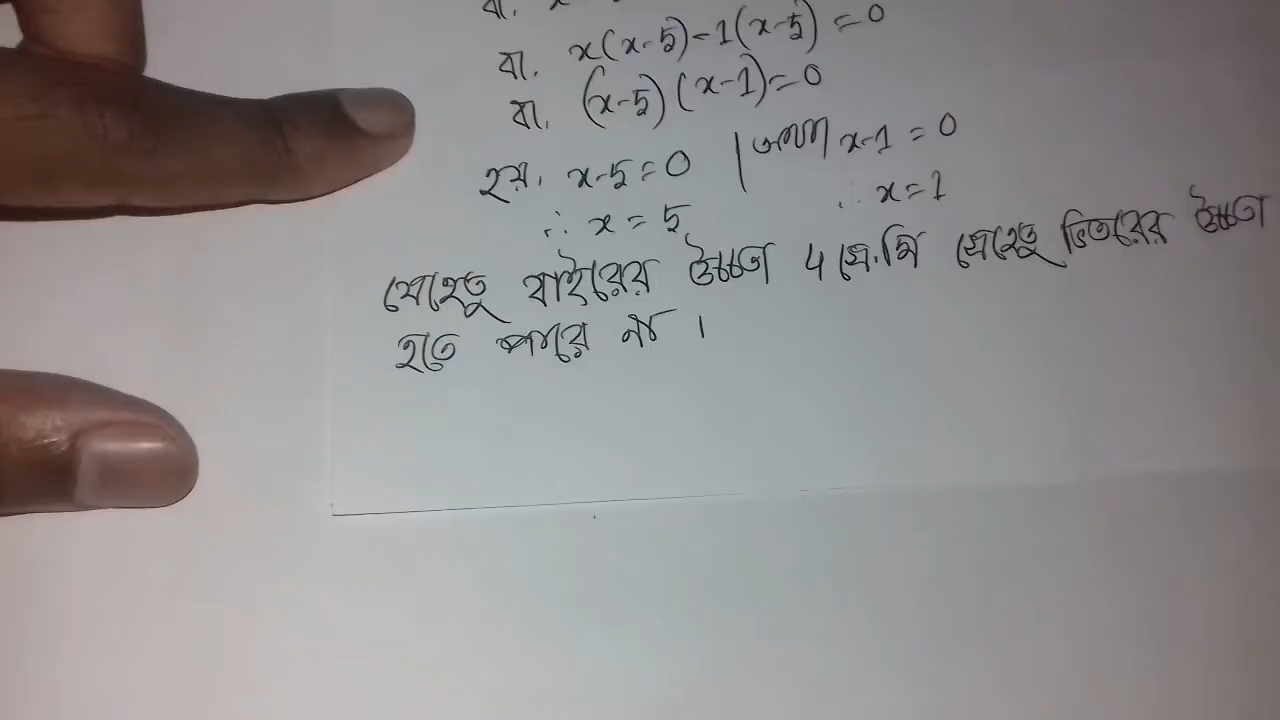 বা, x
বা, x(x-5)-1(x-5)=0
বা, (x-5)(x-1)=0
হয়, x-5=0 | অথবা x-1=0
∴ x = 5 ∴ x=1
যেহেতু বাইরের উচ্চতা 4 সে.মি সেহেতু ভিতরের উচ্চতা
হতে পারে না।